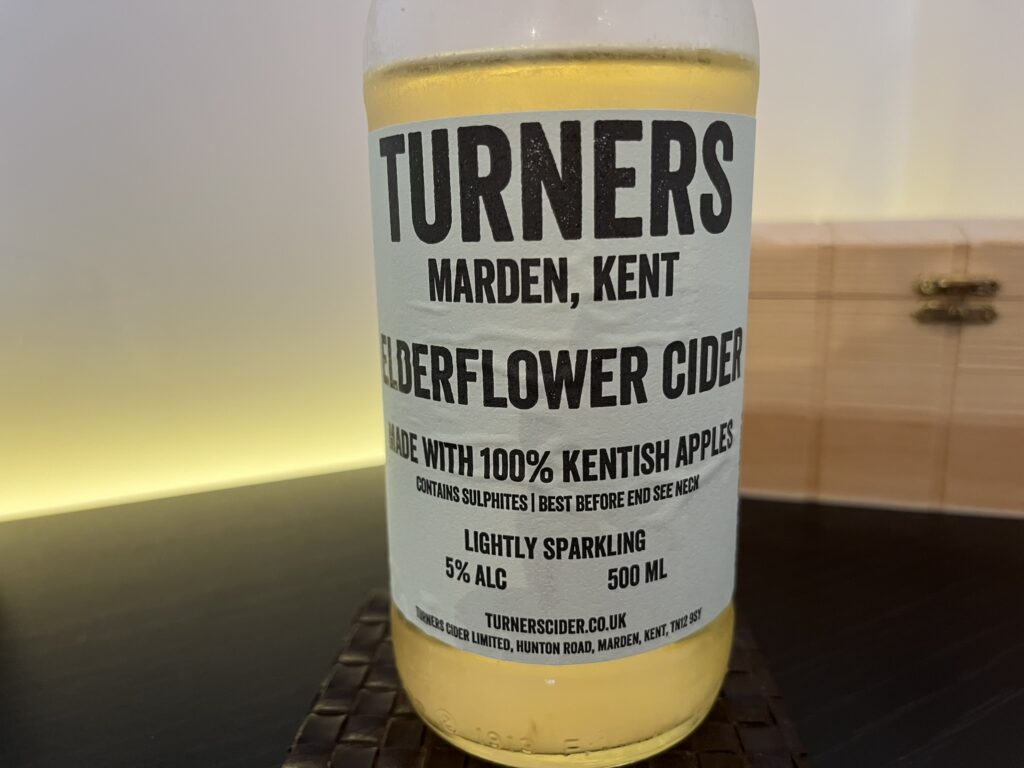 TURNERS
MARDEN, KENT
ELDERFLOWER CIDER
MADE WITH 100% KENTISH APPLES
CONTAINS SULPHITES | BEST BEFORE END SEE NECK
LIGHTLY SPARKLING
5% ALC 500 ML
TURNERSCIDER.CO.UK
TURNERS CIDER LIMITED, HUNTON ROAD, MARDEN, KENT, TN12 9SY